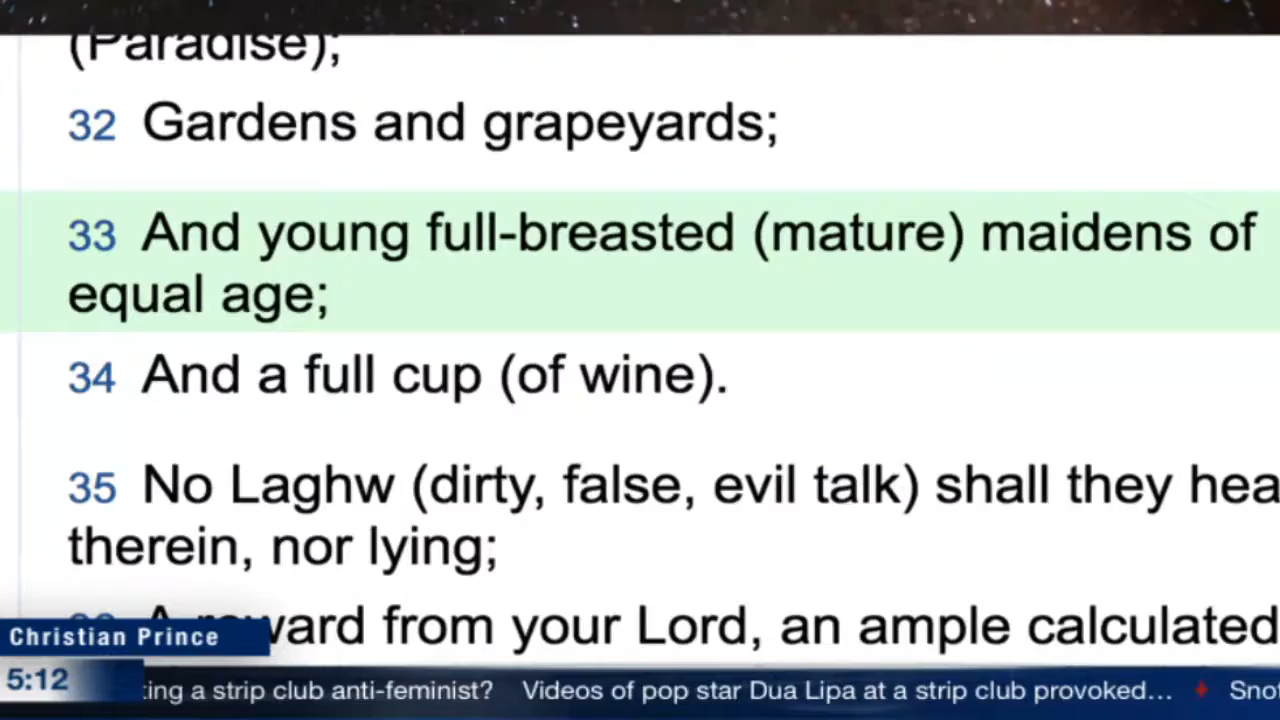 (Paradise);
32 Gardens and grapeyards;
33 And young full-breasted (mature) maidens of
equal age;
34 And a full cup (of wine).
35 No Laghw (dirty, false, evil talk) shall they hea
therein, nor lying;
A reward from your Lord, an ample calculated
Christian Prince
5:12
ting a strip club anti-feminist? Videos of pop star Dua Lipa at a strip club provoked... Sno